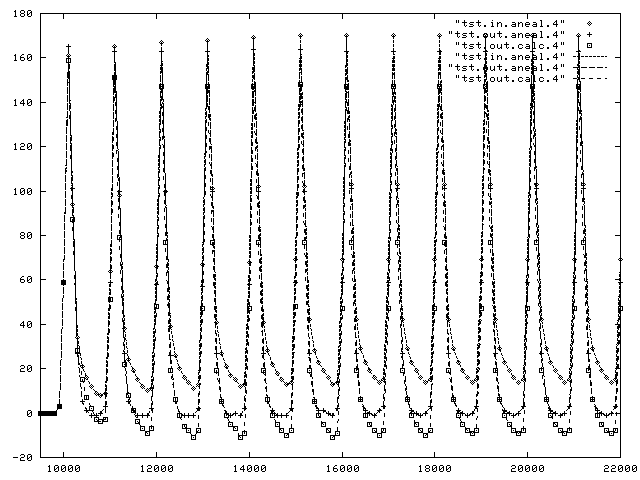 180
160
140
120
100
80
60
40
20
0
-20
10000 12000 14000 16000 18000 20000 22000
"tst.in.aneal.4"
"tst.out.aneal.4"
"tst.out.calc.4"
"tst.in.aneal.4"
"tst.out.aneal.4"
"tst.out.calc.4"